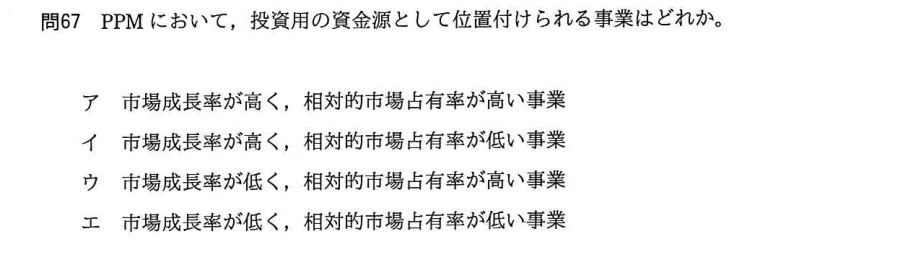 問67 PPM において，投資用の資金源として位置付けられる事業はどれか。
ア 市場成長率が高く，相対的市場占有率が高い事業
イ 市場成長率が高く，相対的市場占有率が低い事業
ウ 市場成長率が低く，相対的市場占有率が高い事業
エ 市場成長率が低く，相対的市場占有率が低い事業